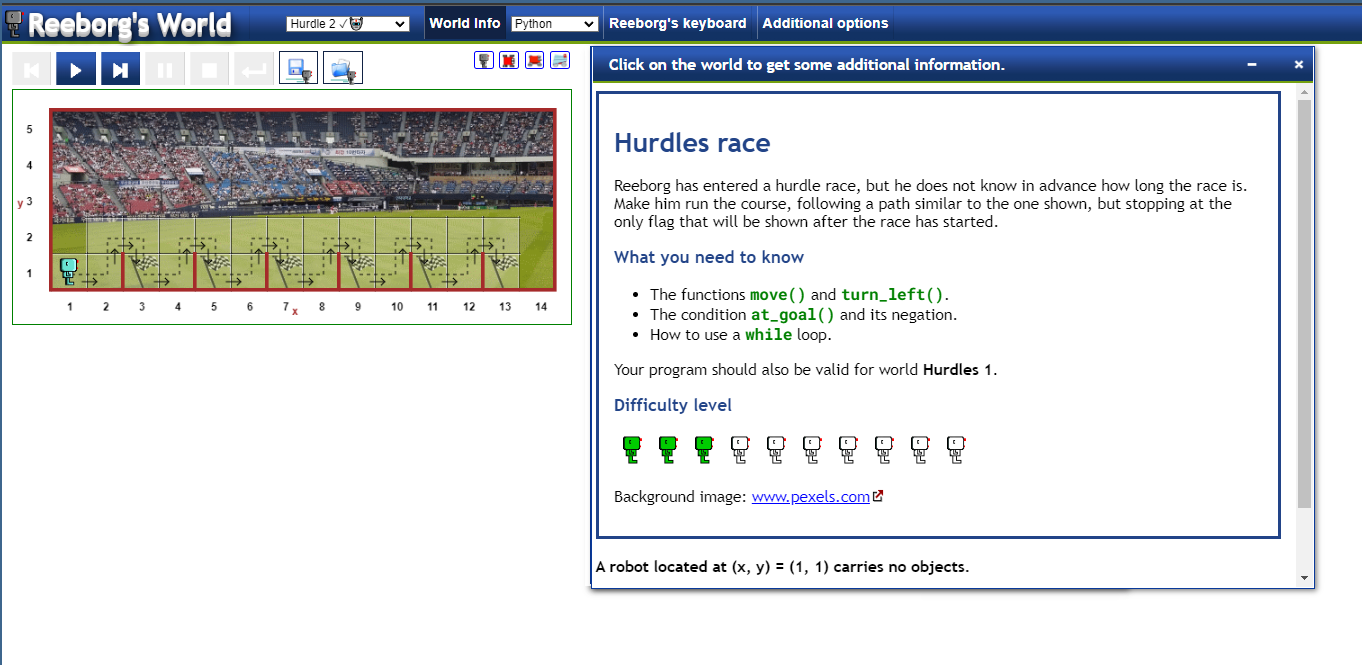 Reeborg's World
Hurdle 2 ✓
World Info
Python
Reeborg's keyboard
Additional options
5
4
y 3
2
1
1 2 3 4 5 6 7 x 8 9 10 11 12 13 14
Click on the world to get some additional information.
Hurdles race
Reeborg has entered a hurdle race, but he does not know in advance how long the race is.
Make him run the course, following a path similar to the one shown, but stopping at the
only flag that will be shown after the race has started.
What you need to know
• The functions move() and turn_left().
• The condition at_goal() and its negation.
• How to use a while loop.
Your program should also be valid for world Hurdles 1.
Difficulty level
Background image: www.pexels.com
A robot located at (x, y) = (1, 1) carries no objects.